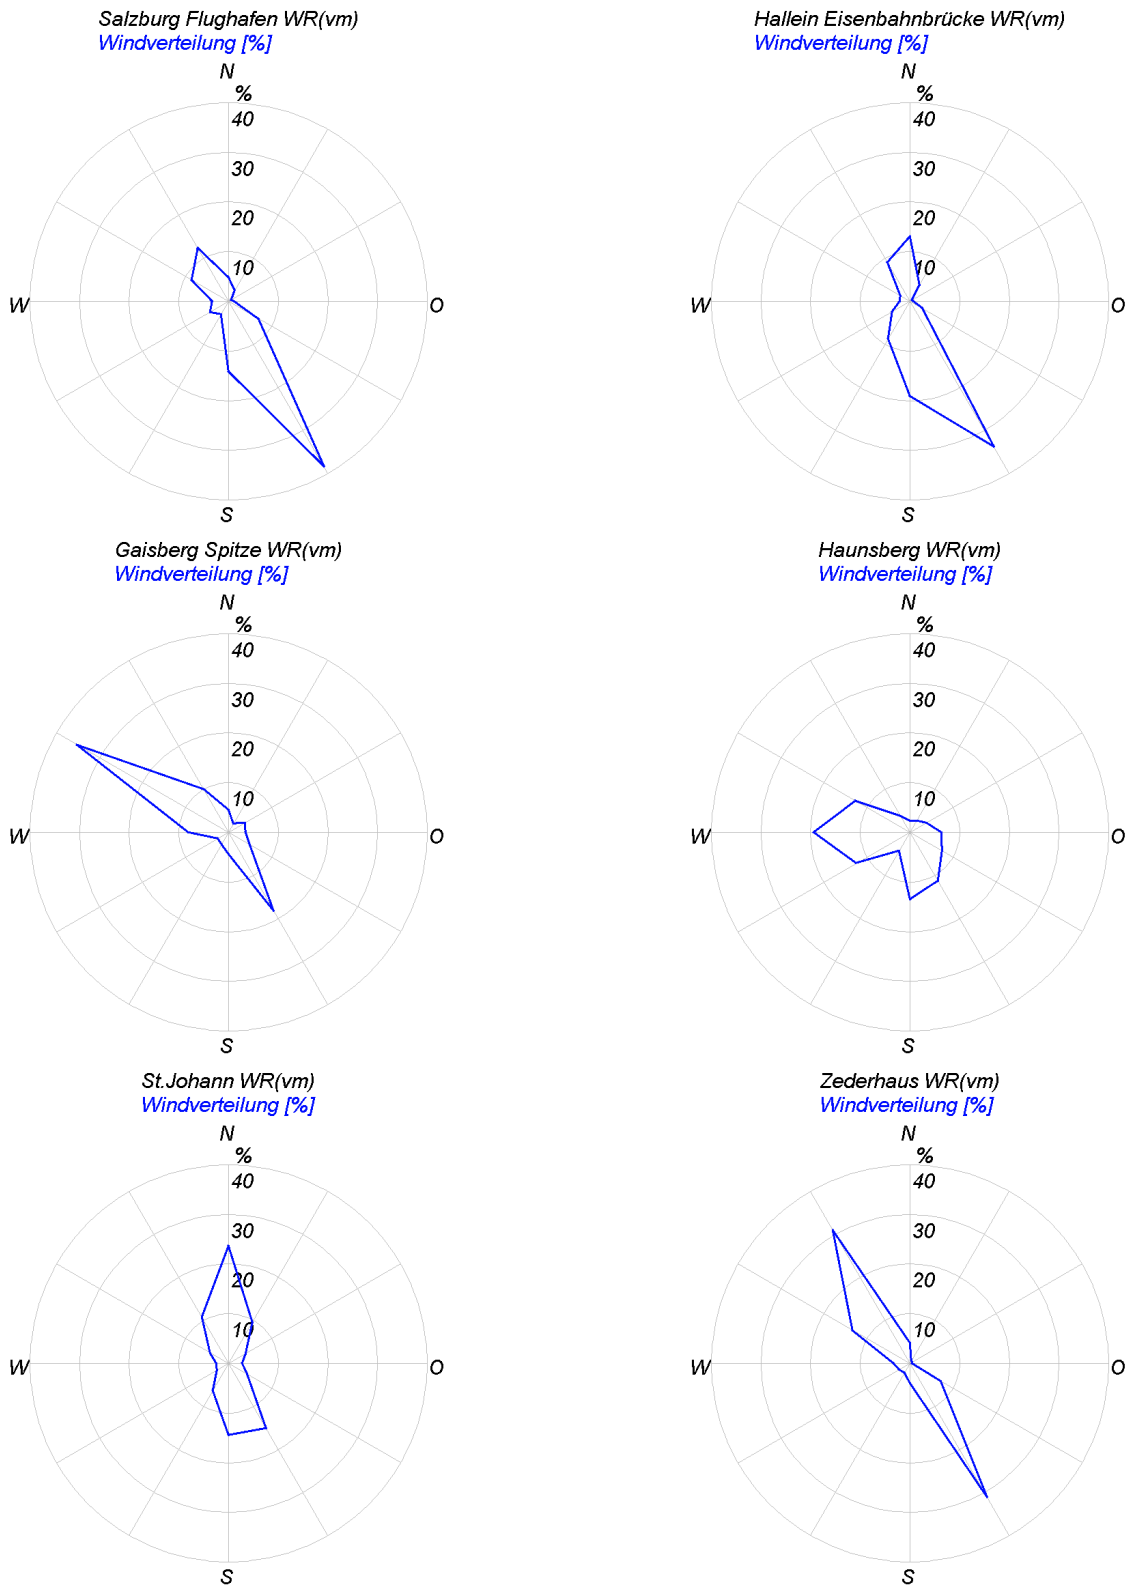 Salzburg Flughafen WR(vm)
Windverteilung [%]
N
%
40
30
20
10
W
O
S
Hallein Eisenbahnbrücke WR(vm)
Windverteilung [%]
N
%
40
30
20
10
W
O
S
Gaisberg Spitze WR(vm)
Windverteilung [%]
N
%
40
30
20
10
W
O
S
Haunsberg WR(vm)
Windverteilung [%]
N
%
40
30
20
10
W
O
S
St.Johann WR(vm)
Windverteilung [%]
N
%
40
30
20
10
W
O
S
Zederhaus WR(vm)
Windverteilung [%]
N
%
40
30
20
10
W
O
S